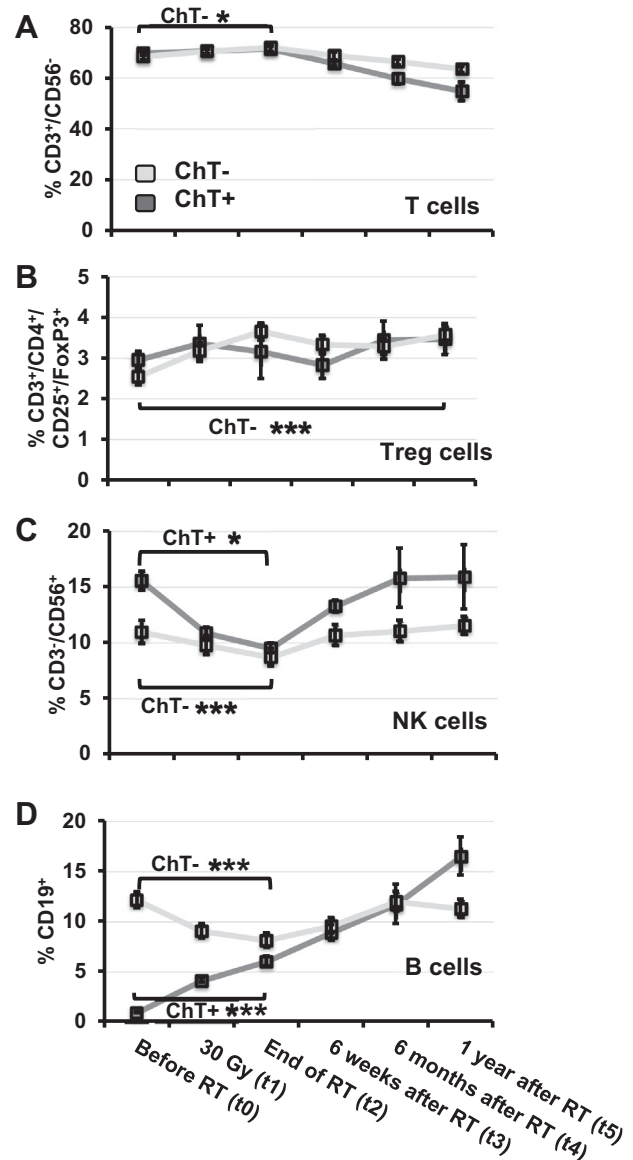 A
ChT- *
80
60
40
20
0
% CD3⁺/CD56⁻
ChT-
ChT+
T cells
B
5
4
3
2
1
0
% CD3⁺/CD4⁺/
CD25⁺/FoxP3⁺
ChT- ***
Treg cells
C
20
15
10
5
0
% CD3⁻/CD56⁺
ChT+ *
ChT- ***
NK cells
D
20
15
10
5
0
% CD19⁺
ChT- ***
B cells
ChT+ ***
Before RT (t0)
30 Gy (t1)
End of RT (t2)
6 weeks after RT (t3)
6 months after RT (t4)
1 year after RT (t5)